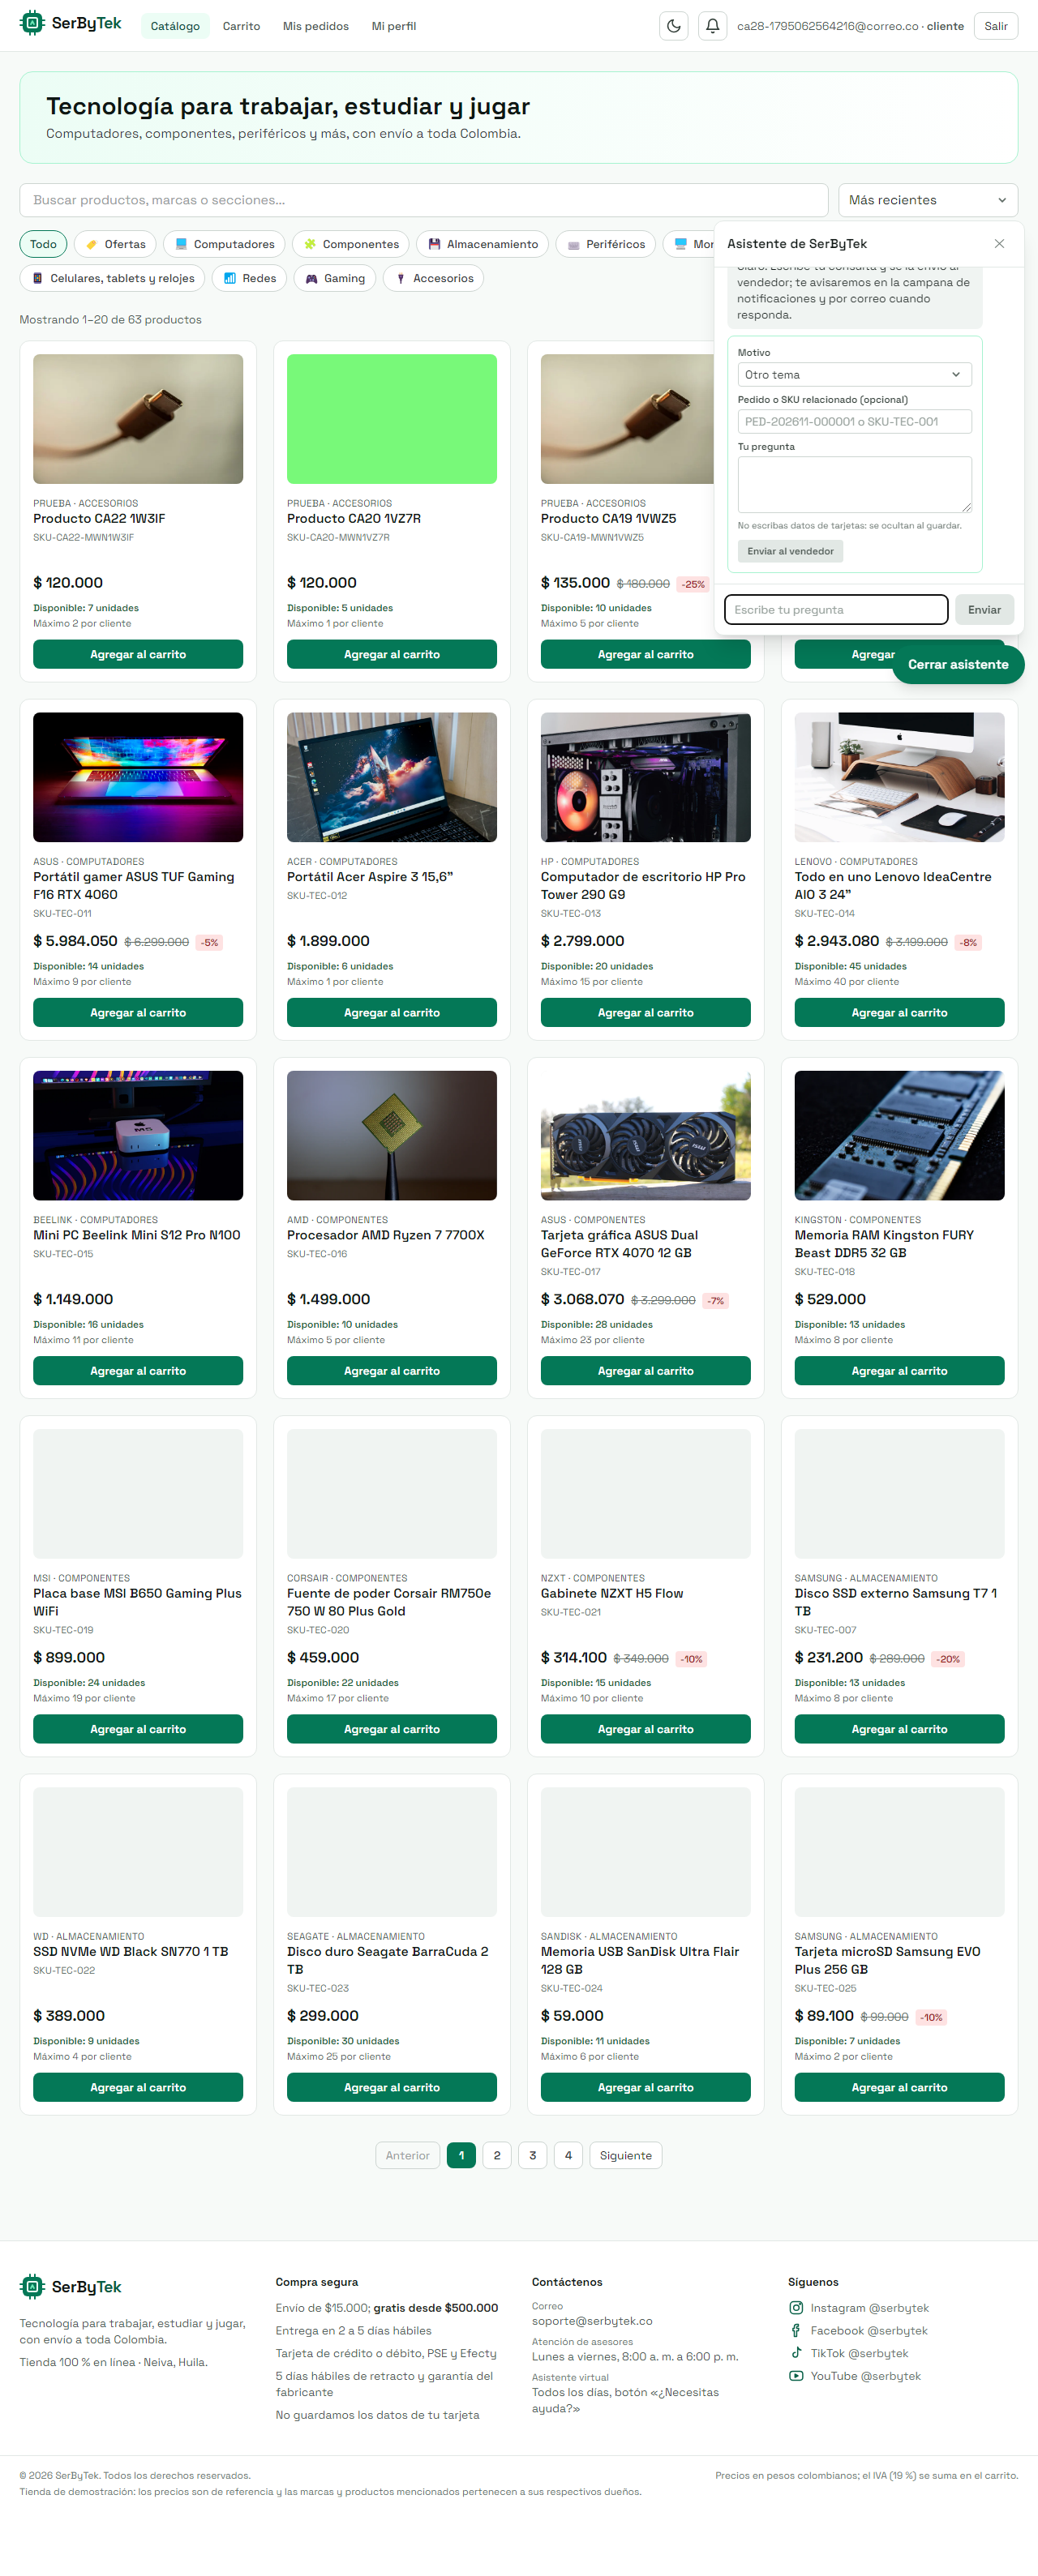 SerByTek
Catálogo
Carrito
Mis pedidos
Mi perfil
ca28-1795062564216@correo.co · cliente
Salir
Tecnología para trabajar, estudiar y jugar
Computadores, componentes, periféricos y más, con envío a toda Colombia.
Buscar productos, marcas o secciones...
Más recientes
Todo
Ofertas
Computadores
Componentes
Almacenamiento
Periféricos
Mon
Celulares, tablets y relojes
Redes
Gaming
Accesorios
Mostrando 1–20 de 63 productos
Asistente de SerByTek
Claro. Escribe tu consulta y se la envío al
vendedor; te avisaremos en la campana de
notificaciones y por correo cuando
responda.
Motivo
Otro tema
Pedido o SKU relacionado (opcional)
PED-202611-000001 o SKU-TEC-001
Tu pregunta
No escribas datos de tarjetas: se ocultan al guardar.
Enviar al vendedor
Escribe tu pregunta
Enviar
Cerrar asistente
PRUEBA · ACCESORIOS
Producto CA22 1W3IF
SKU-CA22-MWN1W3IF
$ 120.000
Disponible: 7 unidades
Máximo 2 por cliente
Agregar al carrito
PRUEBA · ACCESORIOS
Producto CA20 1VZ7R
SKU-CA20-MWN1VZ7R
$ 120.000
Disponible: 5 unidades
Máximo 1 por cliente
Agregar al carrito
PRUEBA · ACCESORIOS
Producto CA19 1VWZ5
SKU-CA19-MWN1VWZ5
$ 135.000 $ 180.000 -25%
Disponible: 10 unidades
Máximo 5 por cliente
Agregar al carrito
Agregar
ASUS · COMPUTADORES
Portátil gamer ASUS TUF Gaming
F16 RTX 4060
SKU-TEC-011
$ 5.984.050 $ 6.299.000 -5%
Disponible: 14 unidades
Máximo 9 por cliente
Agregar al carrito
ACER · COMPUTADORES
Portátil Acer Aspire 3 15,6"
SKU-TEC-012
$ 1.899.000
Disponible: 6 unidades
Máximo 1 por cliente
Agregar al carrito
HP · COMPUTADORES
Computador de escritorio HP Pro
Tower 290 G9
SKU-TEC-013
$ 2.799.000
Disponible: 20 unidades
Máximo 15 por cliente
Agregar al carrito
LENOVO · COMPUTADORES
Todo en uno Lenovo IdeaCentre
AIO 3 24"
SKU-TEC-014
$ 2.943.080 $ 3.199.000 -8%
Disponible: 45 unidades
Máximo 40 por cliente
Agregar al carrito
BEELINK · COMPUTADORES
Mini PC Beelink Mini S12 Pro N100
SKU-TEC-015
$ 1.149.000
Disponible: 16 unidades
Máximo 11 por cliente
Agregar al carrito
AMD · COMPONENTES
Procesador AMD Ryzen 7 7700X
SKU-TEC-016
$ 1.499.000
Disponible: 10 unidades
Máximo 5 por cliente
Agregar al carrito
ASUS · COMPONENTES
Tarjeta gráfica ASUS Dual
GeForce RTX 4070 12 GB
SKU-TEC-017
$ 3.068.070 $ 3.299.000 -7%
Disponible: 28 unidades
Máximo 23 por cliente
Agregar al carrito
KINGSTON · COMPONENTES
Memoria RAM Kingston FURY
Beast DDR5 32 GB
SKU-TEC-018
$ 529.000
Disponible: 13 unidades
Máximo 8 por cliente
Agregar al carrito
MSI · COMPONENTES
Placa base MSI B650 Gaming Plus
WiFi
SKU-TEC-019
$ 899.000
Disponible: 24 unidades
Máximo 19 por cliente
Agregar al carrito
CORSAIR · COMPONENTES
Fuente de poder Corsair RM750e
750 W 80 Plus Gold
SKU-TEC-020
$ 459.000
Disponible: 22 unidades
Máximo 17 por cliente
Agregar al carrito
NZXT · COMPONENTES
Gabinete NZXT H5 Flow
SKU-TEC-021
$ 314.100 $ 349.000 -10%
Disponible: 15 unidades
Máximo 10 por cliente
Agregar al carrito
SAMSUNG · ALMACENAMIENTO
Disco SSD externo Samsung T7 1
TB
SKU-TEC-007
$ 231.200 $ 289.000 -20%
Disponible: 13 unidades
Máximo 8 por cliente
Agregar al carrito
WD · ALMACENAMIENTO
SSD NVMe WD Black SN770 1 TB
SKU-TEC-022
$ 389.000
Disponible: 9 unidades
Máximo 4 por cliente
Agregar al carrito
SEAGATE · ALMACENAMIENTO
Disco duro Seagate BarraCuda 2
TB
SKU-TEC-023
$ 299.000
Disponible: 30 unidades
Máximo 25 por cliente
Agregar al carrito
SANDISK · ALMACENAMIENTO
Memoria USB SanDisk Ultra Flair
128 GB
SKU-TEC-024
$ 59.000
Disponible: 11 unidades
Máximo 6 por cliente
Agregar al carrito
SAMSUNG · ALMACENAMIENTO
Tarjeta microSD Samsung EVO
Plus 256 GB
SKU-TEC-025
$ 89.100 $ 99.000 -10%
Disponible: 7 unidades
Máximo 2 por cliente
Agregar al carrito
Anterior 1 2 3 4 Siguiente
SerByTek
Tecnología para trabajar, estudiar y jugar,
con envío a toda Colombia.
Tienda 100 % en línea · Neiva, Huila.
Compra segura
Envío de $15.000; gratis desde $500.000
Entrega en 2 a 5 días hábiles
Tarjeta de crédito o débito, PSE y Efecty
5 días hábiles de retracto y garantía del
fabricante
No guardamos los datos de tu tarjeta
Contáctenos
Correo
soporte@serbytek.co
Atención de asesores
Lunes a viernes, 8:00 a. m. a 6:00 p. m.
Asistente virtual
Todos los días, botón «¿Necesitas
ayuda?»
Síguenos
Instagram @serbytek
Facebook @serbytek
TikTok @serbytek
YouTube @serbytek
© 2026 SerByTek. Todos los derechos reservados.
Precios en pesos colombianos; el IVA (19 %) se suma en el carrito.
Tienda de demostración: los precios son de referencia y las marcas y productos mencionados pertenecen a sus respectivos dueños.